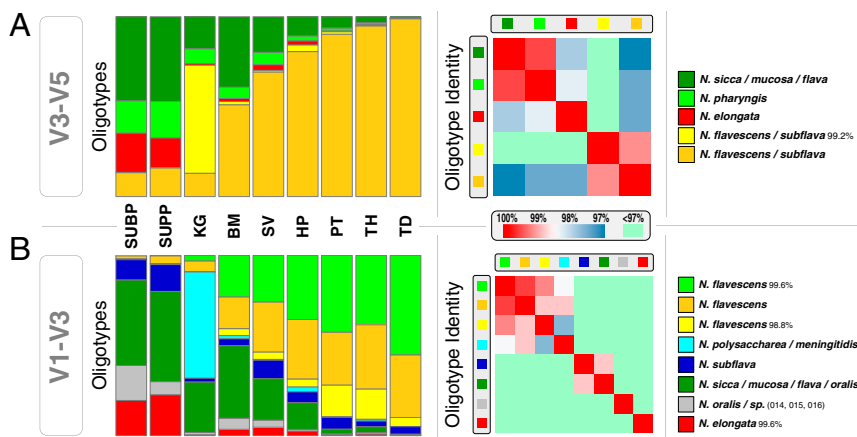 A
V3–V5
Oligotypes
Oligotype Identity
N. sicca / mucosa / flava
N. pharyngis
N. elongata
N. flavescens / subflava 99.2%
N. flavescens / subflava
SUBP
SUPP
KG
BM
SV
HP
PT
TH
TD
100% 99% 98% 97% <97%
B
V1–V3
Oligotypes
Oligotype Identity
N. flavescens 99.6%
N. flavescens
N. flavescens 98.8%
N. polysaccharea / meningitidis
N. subflava
N. sicca / mucosa / flava / oralis
N. oralis / sp. (014, 015, 016)
N. elongata 99.6%